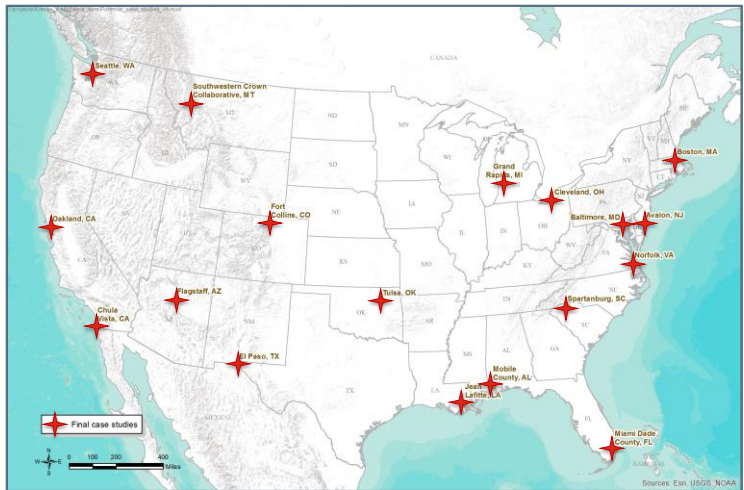 CANADA
Seattle, WA
WA
Southwestern Crown
Collaborative, MT
MT
ND
MN
ME
OR
VT
NH
Boston, MA
ID
SD
WI
Grand
Rapids, MI
NY
CT
WY
Cleveland, OH
PA
NJ
Fort
Collins, CO
NE
IA
Baltimore, MD
Avalon, NJ
Oakland, CA
NV
UT
CO
IL
IN
OH
WV
VA
Norfolk, VA
CA
KS
MO
KY
Flagstaff, AZ
NM
Tulsa, OK
OK
AR
TN
NC
Spartanburg, SC
SC
Chula
Vista, CA
El Paso, TX
MS
AL
GA
Mobile
County, AL
TX
LA
Jean
Lafitte, LA
MEXICO
FL
Miami Dade
County, FL
BAHAMAS
Final case studies
W N E S
0 100 200 400
Miles
Sources: Esri, USGS, NOAA